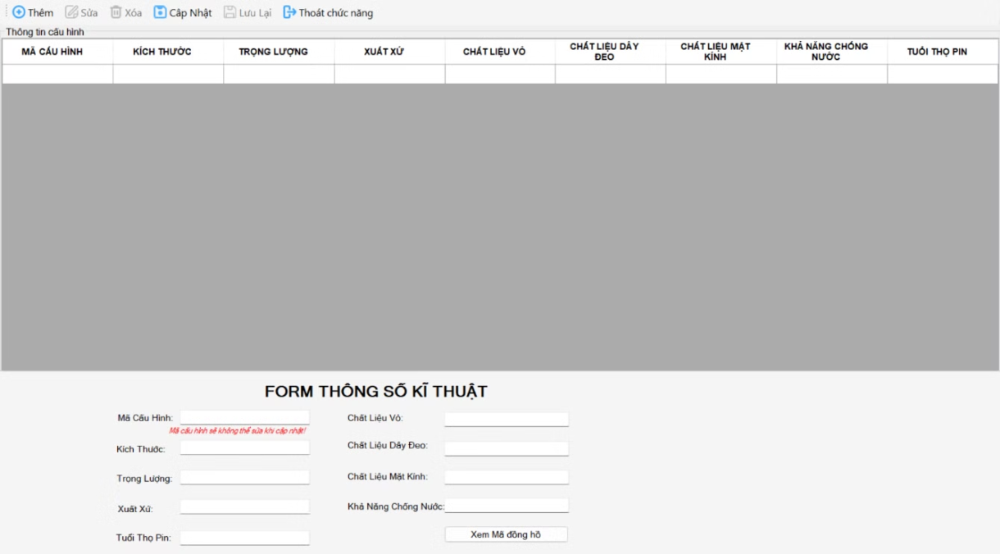 Thêm Sửa Xóa Cập Nhật Lưu Lại Thoát chức năng
Thông tin cấu hình
MÃ CẤU HÌNH KÍCH THƯỚC TRỌNG LƯỢNG XUẤT XỨ CHẤT LIỆU VỎ CHẤT LIỆU DÂY ĐEO CHẤT LIỆU MẶT KÍNH KHẢ NĂNG CHỐNG NƯỚC TUỔI THỌ PIN
FORM THÔNG SỐ KĨ THUẬT
Mã Cấu Hình: Chất Liệu Vỏ:
Mã cấu hình sẽ không thể sửa khi cập nhật!
Kích Thước: Chất Liệu Dây Đeo:
Trọng Lượng: Chất Liệu Mặt Kính:
Xuất Xứ: Khả Năng Chống Nước:
Tuổi Thọ Pin: Xem Mã đồng hồ